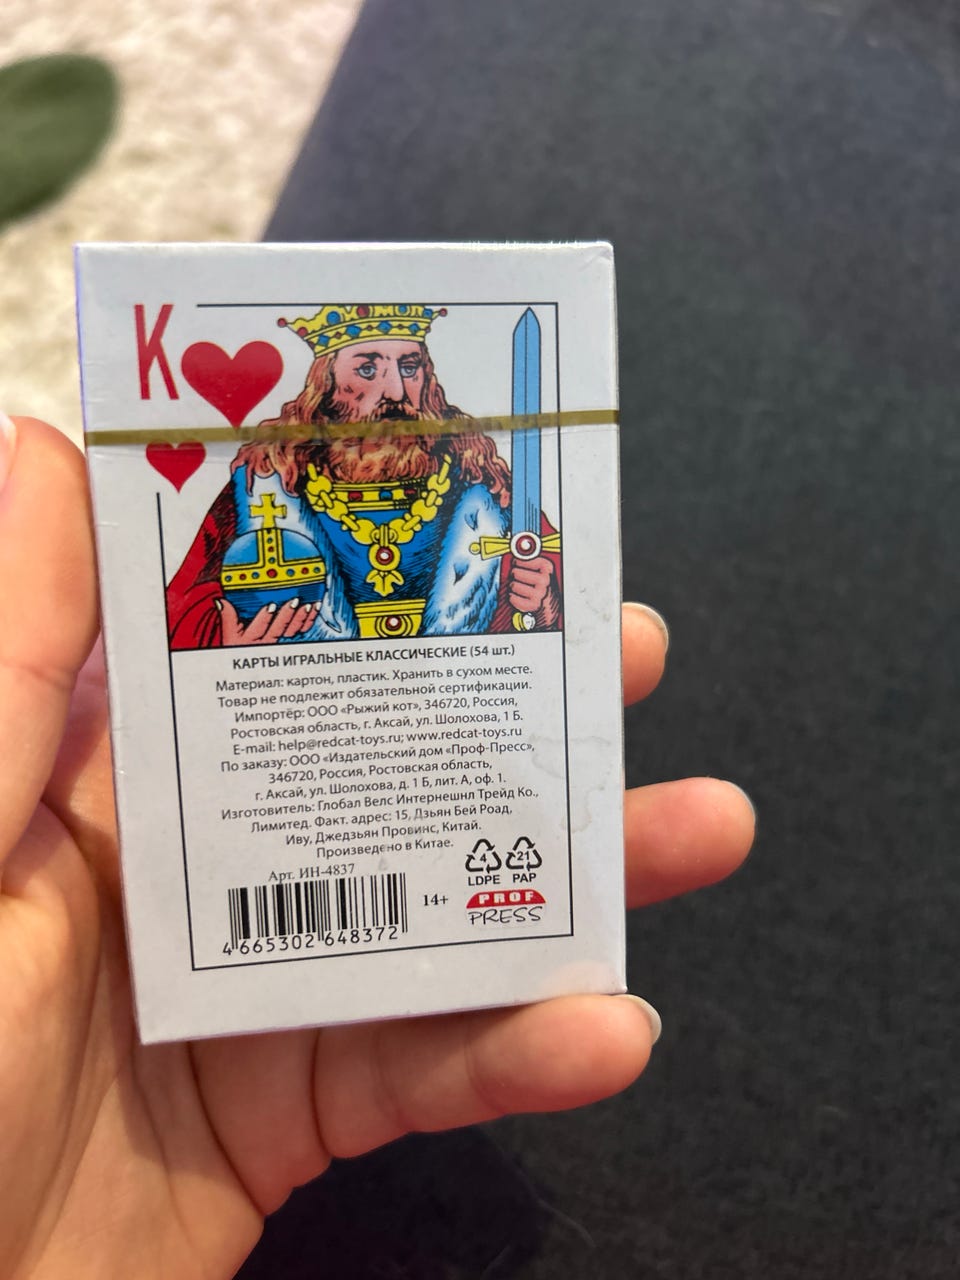 K
КАРТЫ ИГРАЛЬНЫЕ КЛАССИЧЕСКИЕ (54 шт.)
Материал: картон, пластик. Хранить в сухом месте.
Товар не подлежит обязательной сертификации.
Импортёр: ООО «Рыжий кот», 346720, Россия,
Ростовская область, г. Аксай, ул. Шолохова, 1 Б.
E-mail: help@redcat-toys.ru; www.redcat-toys.ru
По заказу: ООО «Издательский дом «Проф-Пресс»,
346720, Россия, Ростовская область,
г. Аксай, ул. Шолохова, д. 1 Б, лит. А, оф. 1.
Изготовитель: Глобал Велс Интернешнл Трейд Ко.,
Лимитед. Факт. адрес: 15, Дзьян Бей Роад,
Иву, Джедзьян Провинс, Китай.
Произведено в Китае.
Арт. ИН-4837
4 665302 648372
14+
4 21
LDPE PAP
PROF
PRESS